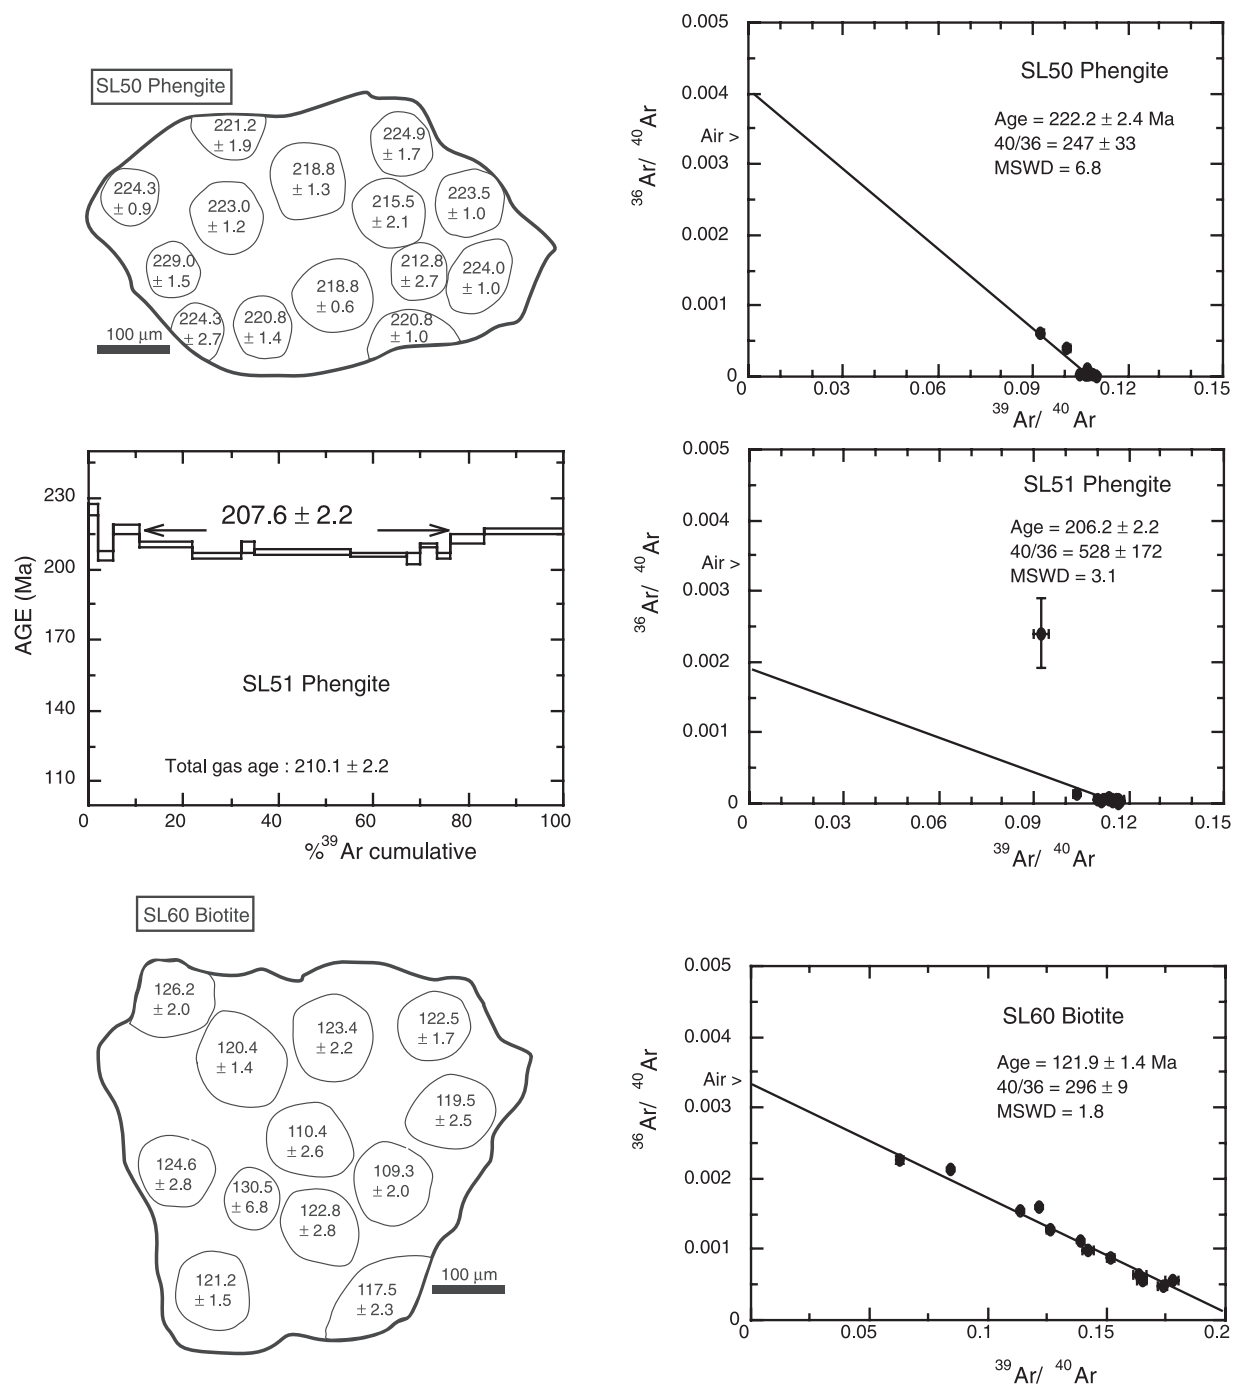 SL50 Phengite
221.2
± 1.9
224.9
± 1.7
218.8
± 1.3
224.3
± 0.9
223.0
± 1.2
215.5
± 2.1
223.5
± 1.0
229.0
± 1.5
212.8
± 2.7
224.0
± 1.0
218.8
± 0.6
224.3
± 2.7
220.8
± 1.4
220.8
± 1.0
100 µm
0.005
0.004
0.003
0.002
0.001
0
Air >
36Ar/ 40Ar
SL50 Phengite
Age = 222.2 ± 2.4 Ma
40/36 = 247 ± 33
MSWD = 6.8
0 0.03 0.06 0.09 0.12 0.15
39Ar/ 40Ar
AGE (Ma)
230
200
170
140
110
207.6 ± 2.2
SL51 Phengite
Total gas age : 210.1 ± 2.2
0 20 40 60 80 100
%39Ar cumulative
0.005
0.004
0.003
0.002
0.001
0
Air >
36Ar/ 40Ar
SL51 Phengite
Age = 206.2 ± 2.2
40/36 = 528 ± 172
MSWD = 3.1
0 0.03 0.06 0.09 0.12 0.15
39Ar/ 40Ar
SL60 Biotite
126.2
± 2.0
123.4
± 2.2
122.5
± 1.7
120.4
± 1.4
119.5
± 2.5
110.4
± 2.6
124.6
± 2.8
109.3
± 2.0
130.5
± 6.8
122.8
± 2.8
121.2
± 1.5
117.5
± 2.3
100 µm
0.005
0.004
0.003
0.002
0.001
0
Air >
36Ar/ 40Ar
SL60 Biotite
Age = 121.9 ± 1.4 Ma
40/36 = 296 ± 9
MSWD = 1.8
0 0.05 0.1 0.15 0.2
39Ar/ 40Ar